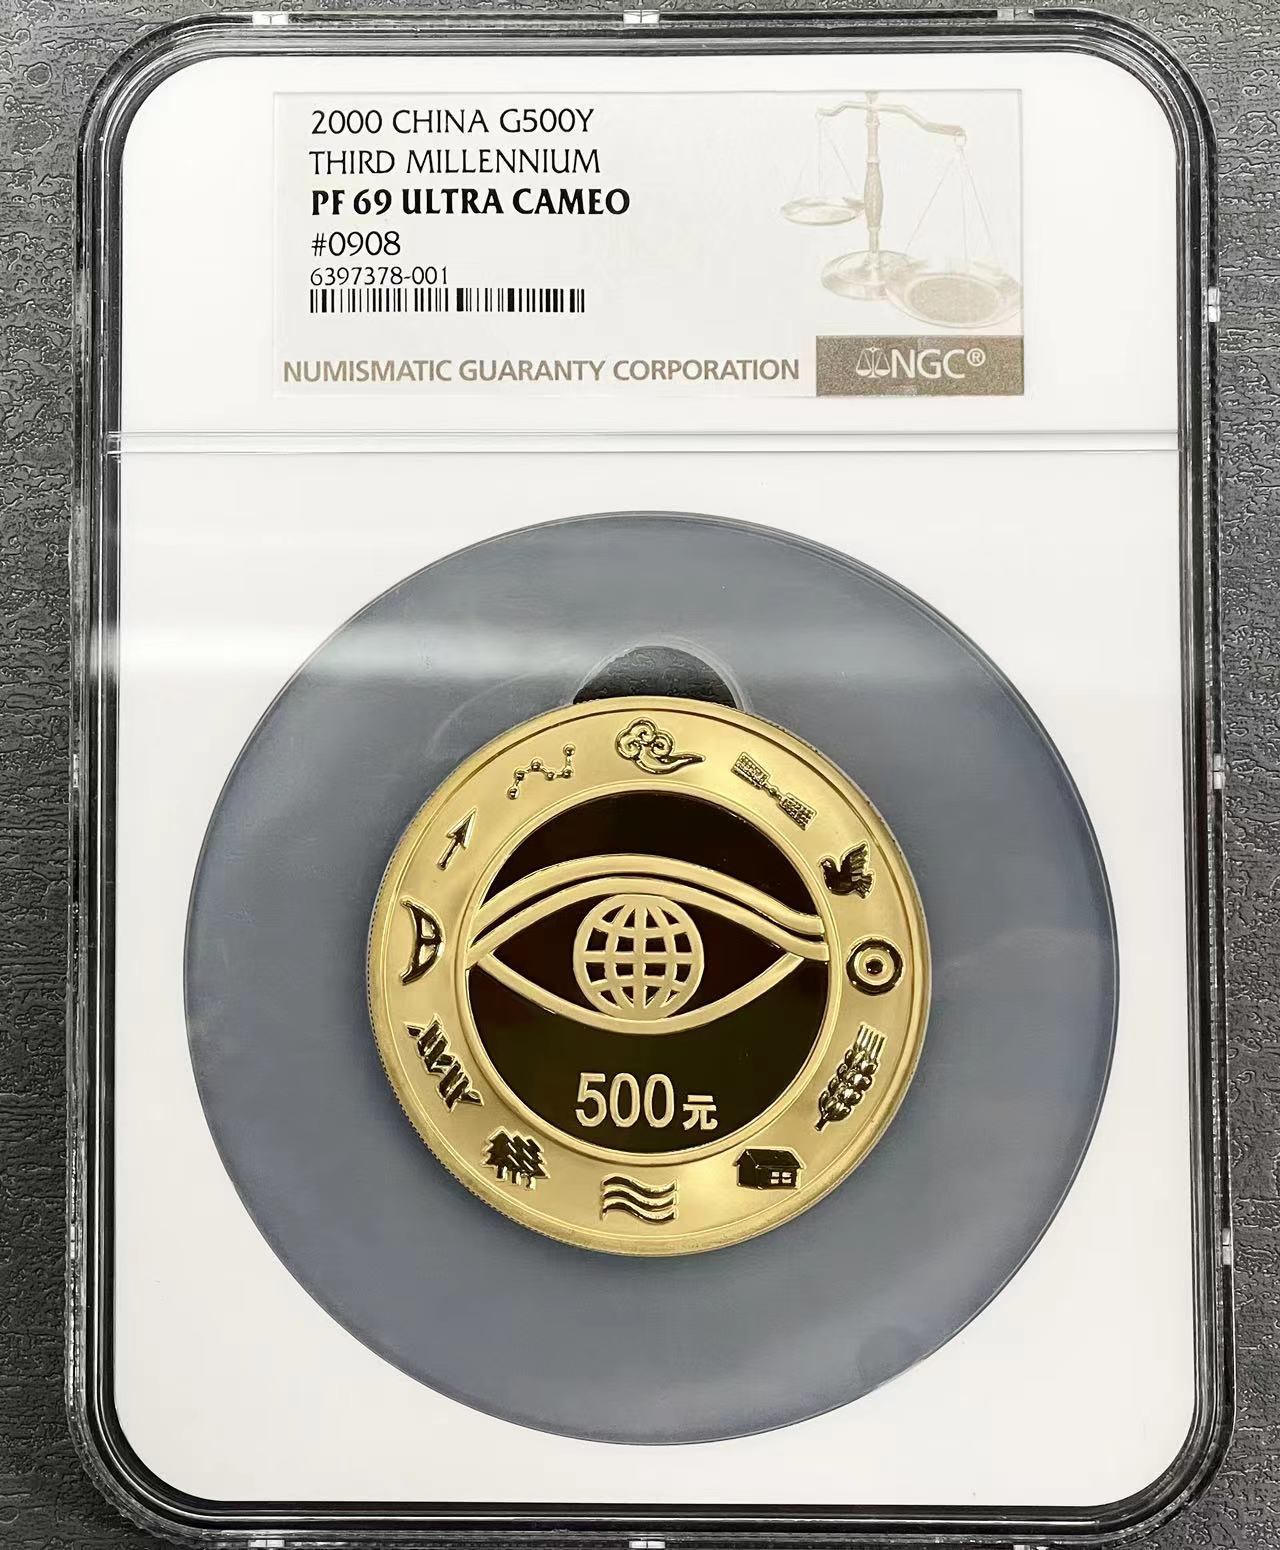 2000 CHINA G500Y
THIRD MILLENNIUM
PF 69 ULTRA CAMEO
#0908
6397378-001
NUMISMATIC GUARANTY CORPORATION
NGC®
500元